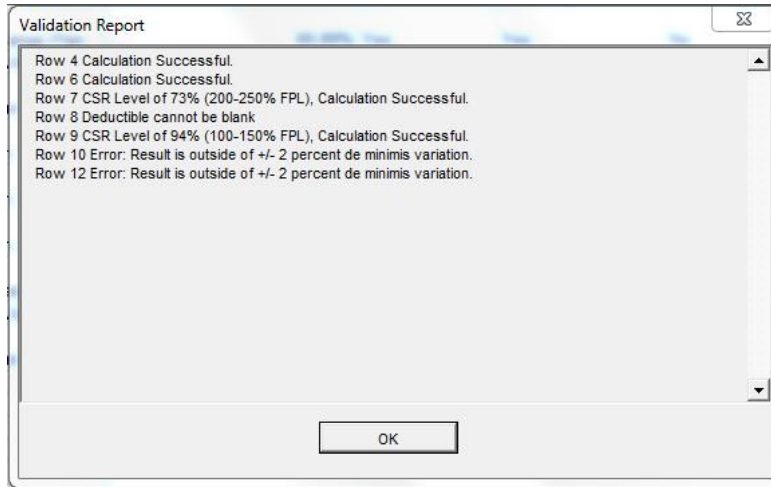 Validation Report
Row 4 Calculation Successful.
Row 6 Calculation Successful.
Row 7 CSR Level of 73% (200-250% FPL), Calculation Successful.
Row 8 Deductible cannot be blank
Row 9 CSR Level of 94% (100-150% FPL), Calculation Successful.
Row 10 Error: Result is outside of +/- 2 percent de minimis variation.
Row 12 Error: Result is outside of +/- 2 percent de minimis variation.
OK